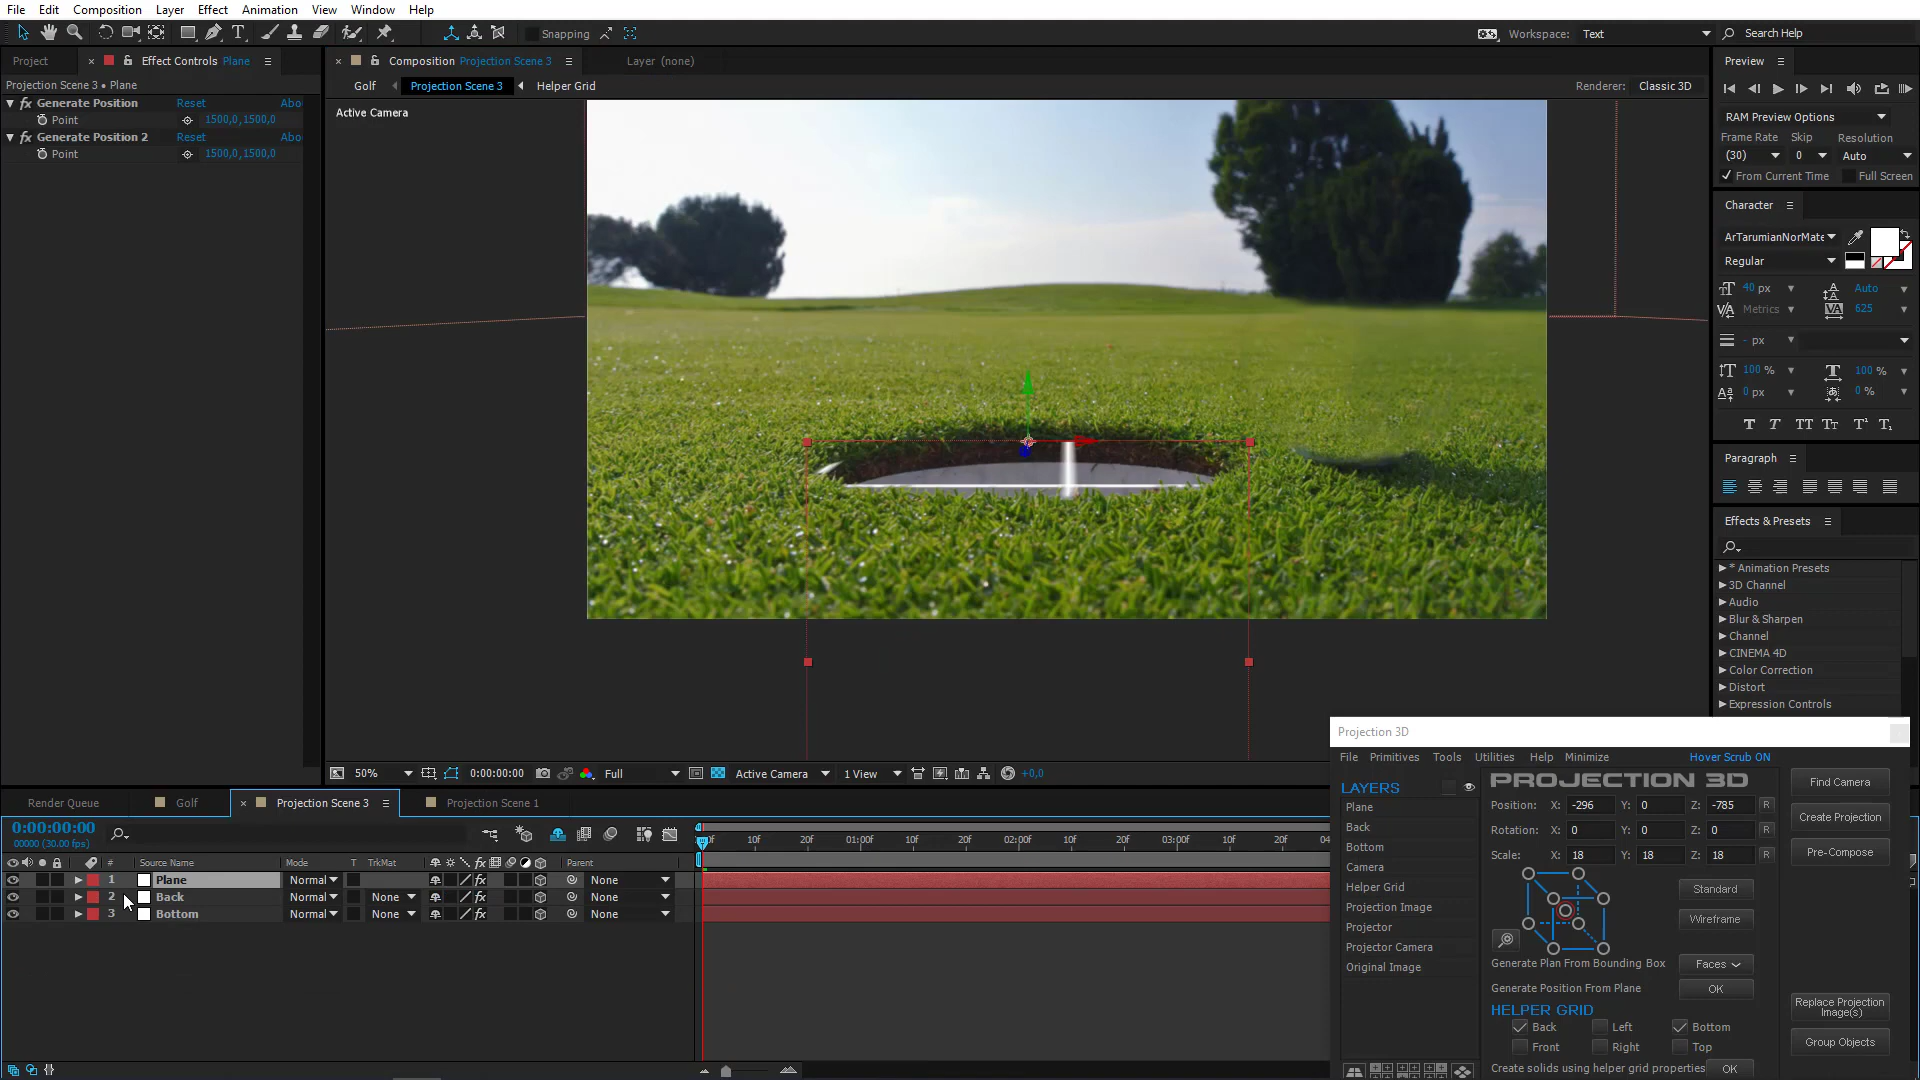 File Edit Composition Layer Effect Animation View Window Help
Snapping
Workspace: Text
Search Help
Project
Effect Controls Plane
Composition Projection Scene 3
Layer (none)
Preview
Projection Scene 3 • Plane
Golf
Projection Scene 3
Helper Grid
Renderer: Classic 3D
fx Generate Position Reset Abo
Point 1500,0,1500,0
fx Generate Position 2 Reset Abo
Point 1500,0,1500,0
Active Camera
RAM Preview Options
Frame Rate Skip Resolution
(30) 0 Auto
From Current Time Full Screen
Character
ArTarumianNorMate
Regular
40 px Auto
Metrics 625
- px
100 % 100 %
0 px 0 %
Paragraph
Effects & Presets
* Animation Presets
3D Channel
Audio
Blur & Sharpen
Channel
CINEMA 4D
Color Correction
Distort
Expression Controls
50% 0:00:00:00 Full Active Camera 1 View +0,0
Render Queue
Golf
Projection Scene 3
Projection Scene 1
0:00:00:00
00000 (30.00 fps)
10f 20f 01:00f 10f 20f 02:00f 10f 20f 03:00f 10f 20f
# Source Name Mode T TrkMat Parent
1 Plane Normal None
2 Back Normal None None
3 Bottom Normal None None
Projection 3D
File Primitives Tools Utilities Help Minimize Hover Scrub ON
LAYERS
Plane
Back
Bottom
Camera
Helper Grid
Projection Image
Projector
Projector Camera
Original Image
PROJECTION 3D
Position: X: -296 Y: 0 Z: -785 R
Rotation: X: 0 Y: 0 Z: 0 R
Scale: X: 18 Y: 18 Z: 18 R
Standard
Wireframe
Generate Plan From Bounding Box Faces
Generate Position From Plane OK
HELPER GRID
Back Left Bottom
Front Right Top
Create solids using helper grid properties OK
Find Camera
Create Projection
Pre-Compose
Replace Projection
Image(s)
Group Objects